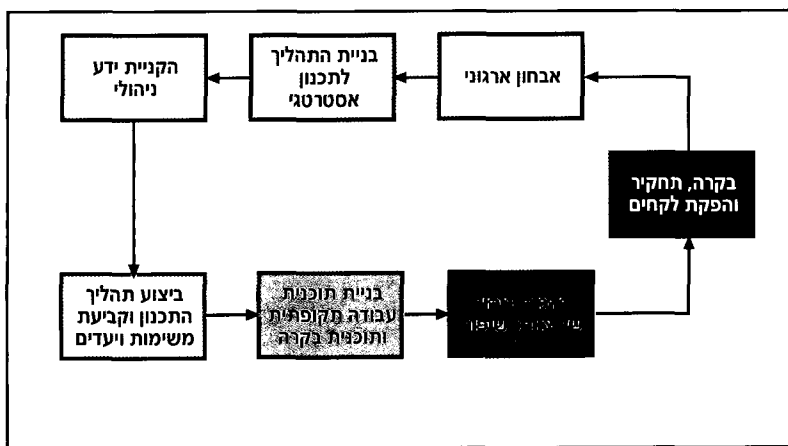 אבחון ארגוני
בניית התהליך
לתכנון
אסטרטגי
הקניית ידע
ניהולי
ביצוע תהליך
התכנון וקביעת
משימות ויעדים
בניית תוכנית
עבודה תקופתית
ותוכנית בקרה
בקרה, תחקיר
והפקת לקחים